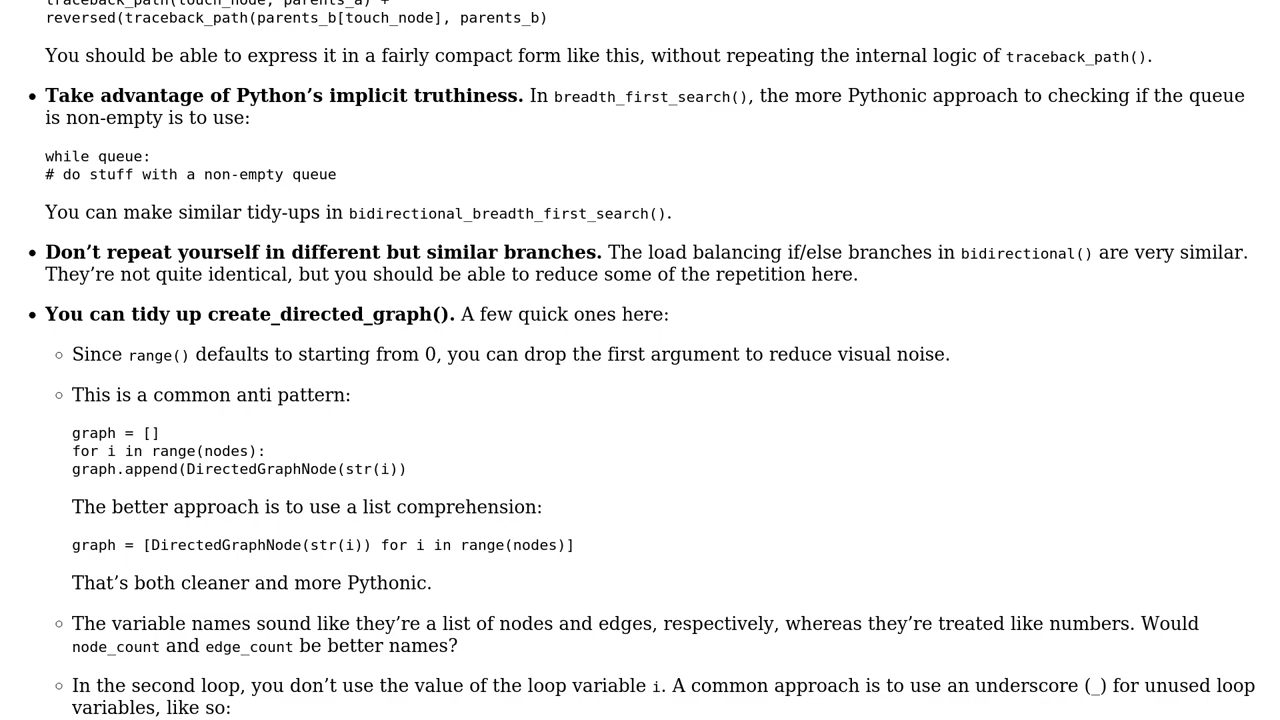 traceback_path(touch_node, parents_a) +
reversed(traceback_path(parents_b[touch_node], parents_b)
You should be able to express it in a fairly compact form like this, without repeating the internal logic of traceback_path().
• Take advantage of Python’s implicit truthiness. In breadth_first_search(), the more Pythonic approach to checking if the queue
is non-empty is to use:
while queue:
# do stuff with a non-empty queue
You can make similar tidy-ups in bidirectional_breadth_first_search().
• Don’t repeat yourself in different but similar branches. The load balancing if/else branches in bidirectional() are very similar.
They’re not quite identical, but you should be able to reduce some of the repetition here.
• You can tidy up create_directed_graph(). A few quick ones here:
◦ Since range() defaults to starting from 0, you can drop the first argument to reduce visual noise.
◦ This is a common anti pattern:
graph = []
for i in range(nodes):
graph.append(DirectedGraphNode(str(i))
The better approach is to use a list comprehension:
graph = [DirectedGraphNode(str(i)) for i in range(nodes)]
That’s both cleaner and more Pythonic.
◦ The variable names sound like they’re a list of nodes and edges, respectively, whereas they’re treated like numbers. Would
node_count and edge_count be better names?
◦ In the second loop, you don’t use the value of the loop variable i. A common approach is to use an underscore (_) for unused loop
variables, like so: